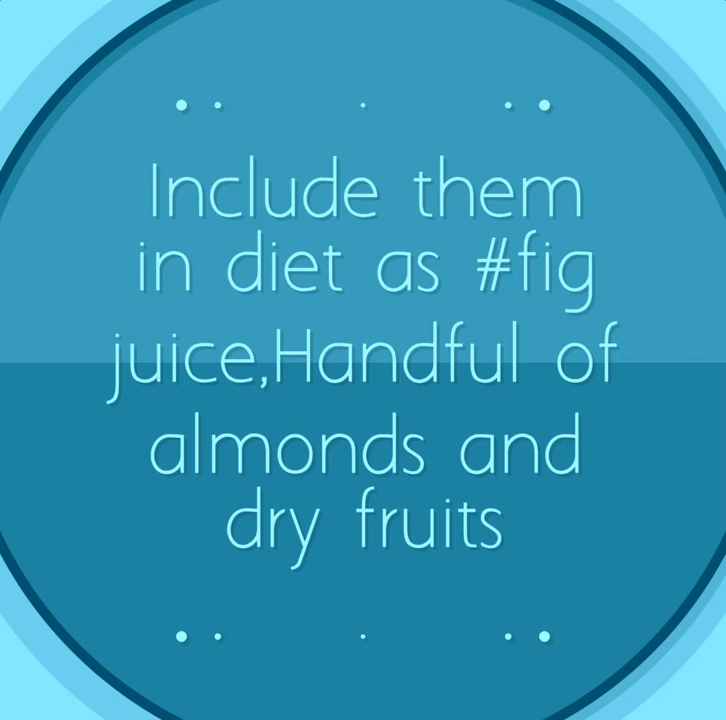 Include them
in diet as #fig
juice,Handful of
almonds and
dry fruits